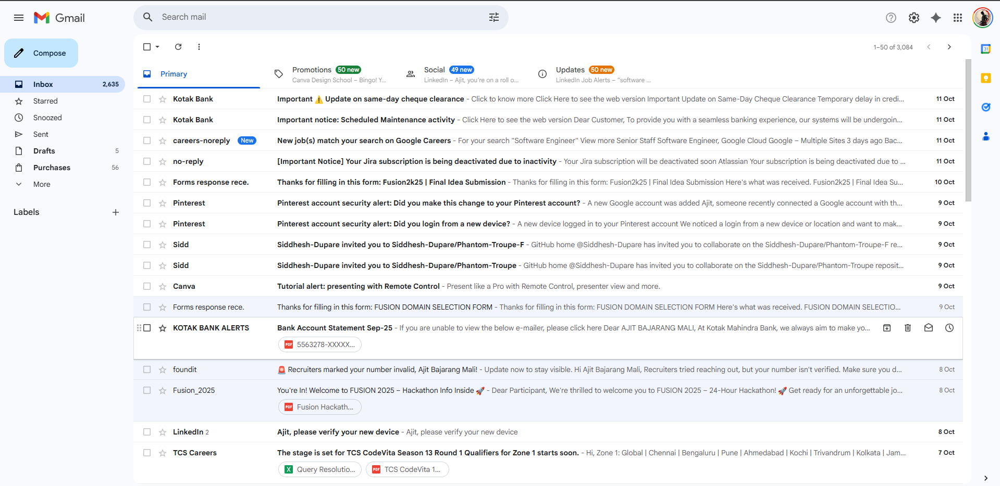 Gmail
Search mail
Compose
Inbox 2,635
Starred
Snoozed
Sent
Drafts 5
Purchases 56
More
Labels
1–50 of 3,084
Primary
Promotions 50 new
Canva Design School – Bingo! Y...
Social 49 new
LinkedIn – Ajit, you're on a roll o...
Updates 50 new
LinkedIn Job Alerts – “software ...
Kotak Bank Important ⚠️ Update on same-day cheque clearance - Click to know more Click Here to see the web version Important Update on Same-Day Cheque Clearance Temporary delay in credi... 11 Oct
Kotak Bank Important notice: Scheduled Maintenance activity - Click Here to see the web version Dear Customer, To provide you with a seamless banking experience, our systems will be undergoin... 11 Oct
careers-noreply New New job(s) match your search on Google Careers - For your search "Software Engineer" View more Senior Staff Software Engineer, Google Cloud Google – Multiple Sites 3 days ago Bac... 11 Oct
no-reply [Important Notice] Your Jira subscription is being deactivated due to inactivity - Your Jira subscription will be deactivated soon Atlassian Your subscription is being deactivated due to ... 11 Oct
Forms response rece. Thanks for filling in this form: Fusion2k25 | Final Idea Submission - Thanks for filling in this form: Fusion2k25 | Final Idea Submission Here's what was received. Fusion2k25 | Final Idea Su... 10 Oct
Pinterest Pinterest account security alert: Did you make this change to your Pinterest account? - A new Google account was added Ajit, someone recently connected a Google account with th... 9 Oct
Pinterest Pinterest account security alert: Did you login from a new device? - A new device logged in to your Pinterest account We noticed a login from a new device or location and want to mak... 9 Oct
Sidd Siddhesh-Dupare invited you to Siddhesh-Dupare/Phantom-Troupe-F - GitHub home @Siddhesh-Dupare has invited you to collaborate on the Siddhesh-Dupare/Phantom-Troupe-F re... 9 Oct
Sidd Siddhesh-Dupare invited you to Siddhesh-Dupare/Phantom-Troupe - GitHub home @Siddhesh-Dupare has invited you to collaborate on the Siddhesh-Dupare/Phantom-Troupe reposit... 9 Oct
Canva Tutorial alert: presenting with Remote Control - Present like a Pro with Remote Control, presenter view and more. 9 Oct
Forms response rece. Thanks for filling in this form: FUSION DOMAIN SELECTION FORM - Thanks for filling in this form: FUSION DOMAIN SELECTION FORM Here's what was received. FUSION DOMAIN SELECTIO... 9 Oct
KOTAK BANK ALERTS Bank Account Statement Sep-25 - If you are unable to view the below e-mailer, please click here Dear AJIT BAJARANG MALI, At Kotak Mahindra Bank, we always aim to make yo...
PDF 5563278-XXXXX...
foundit 🚨 Recruiters marked your number invalid, Ajit Bajarang Mali! - Update now to stay visible. Hi Ajit Bajarang Mali, Recruiters tried reaching out, but your number isn't verified. Make sure you d... 8 Oct
Fusion_2025 You're In! Welcome to FUSION 2025 – Hackathon Info Inside 🚀 - Dear Participant, We're thrilled to welcome you to FUSION 2025 – 24-Hour Hackathon! 🚀 Get ready for an unforgettable jo... 8 Oct
PDF Fusion Hackath...
LinkedIn 2 Ajit, please verify your new device - Ajit, please verify your new device 8 Oct
TCS Careers The stage is set for TCS CodeVita Season 13 Round 1 Qualifiers for Zone 1 starts soon. - Hi, Zone 1: Global | Chennai | Bengaluru | Pune | Ahmedabad | Kochi | Trivandrum | Kolkata | Jam... 7 Oct
X Query Resolutio... PDF TCS CodeVita 1...
31